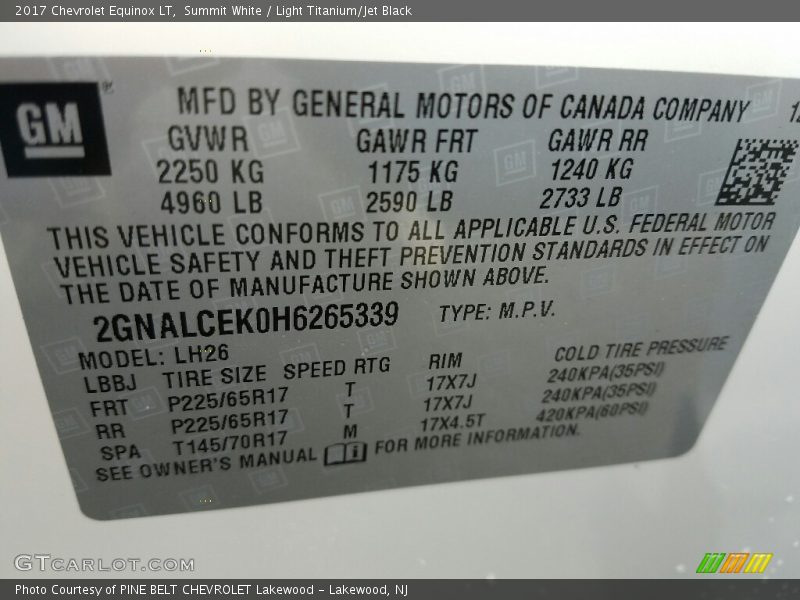 2017 Chevrolet Equinox LT, Summit White / Light Titanium/Jet Black
GM
MFD BY GENERAL MOTORS OF CANADA COMPANY
GVWR GAWR FRT GAWR RR
2250 KG 1175 KG 1240 KG
4960 LB 2590 LB 2733 LB
THIS VEHICLE CONFORMS TO ALL APPLICABLE U.S. FEDERAL MOTOR
VEHICLE SAFETY AND THEFT PREVENTION STANDARDS IN EFFECT ON
THE DATE OF MANUFACTURE SHOWN ABOVE.
2GNALCEK0H6265339 TYPE: M.P.V.
MODEL: LH26
LBBJ TIRE SIZE SPEED RTG RIM COLD TIRE PRESSURE
FRT P225/65R17 T 17X7J 240KPA(35PSI)
RR P225/65R17 T 17X7J 240KPA(35PSI)
SPA T145/70R17 M 17X4.5T 420KPA(60PSI)
SEE OWNER'S MANUAL FOR MORE INFORMATION.
GTCARLOT.COM
Photo Courtesy of PINE BELT CHEVROLET Lakewood - Lakewood, NJ